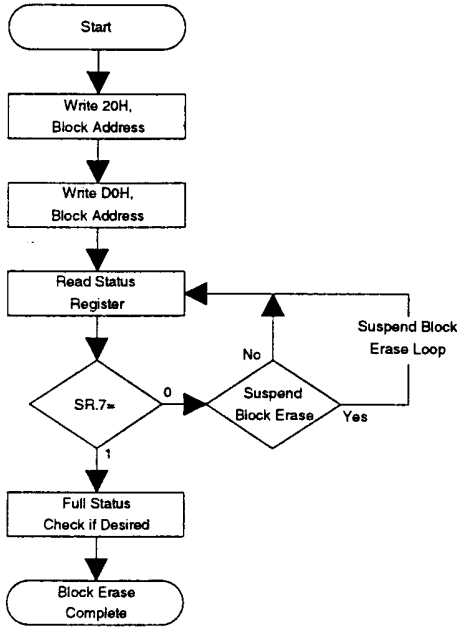 Start
Write 20H,
Block Address
Write D0H,
Block Address
Read Status
Register
Suspend Block
Erase Loop
No
SR.7=
0
Suspend
Block Erase
Yes
1
Full Status
Check if Desired
Block Erase
Complete